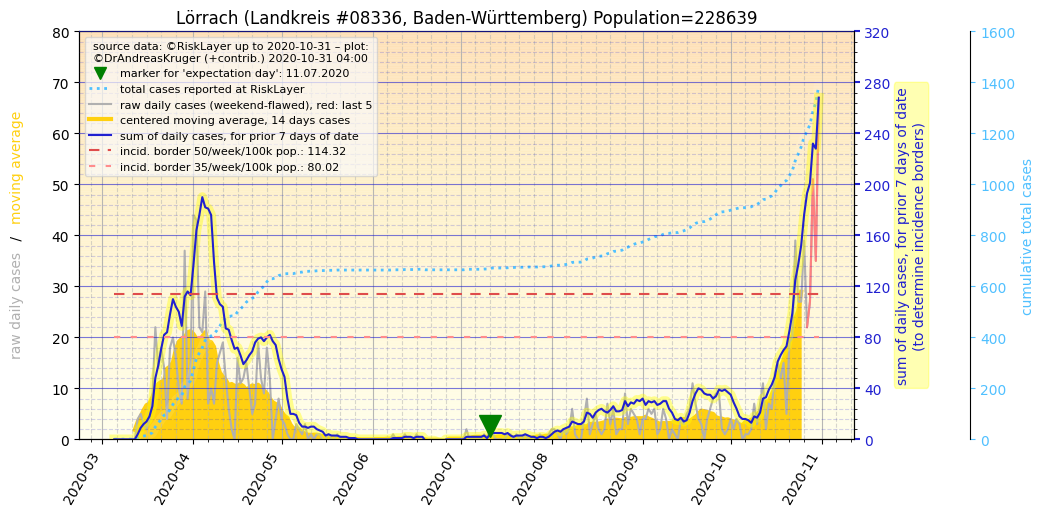 Lörrach (Landkreis #08336, Baden-Württemberg) Population=228639
source data: ©RiskLayer up to 2020-10-31 – plot:
©DrAndreasKruger (+contrib.) 2020-10-31 04:00
marker for 'expectation day': 11.07.2020
total cases reported at RiskLayer
raw daily cases (weekend-flawed), red: last 5
centered moving average, 14 days cases
sum of daily cases, for prior 7 days of date
incid. border 50/week/100k pop.: 114.32
incid. border 35/week/100k pop.: 80.02
raw daily cases / moving average
80
70
60
50
40
30
20
10
0
2020-03
2020-04
2020-05
2020-06
2020-07
2020-08
2020-09
2020-10
2020-11
320
280
240
200
160
120
80
40
0
sum of daily cases, for prior 7 days of date
(to determine incidence borders)
1600
1400
1200
1000
800
600
400
200
0
cumulative total cases